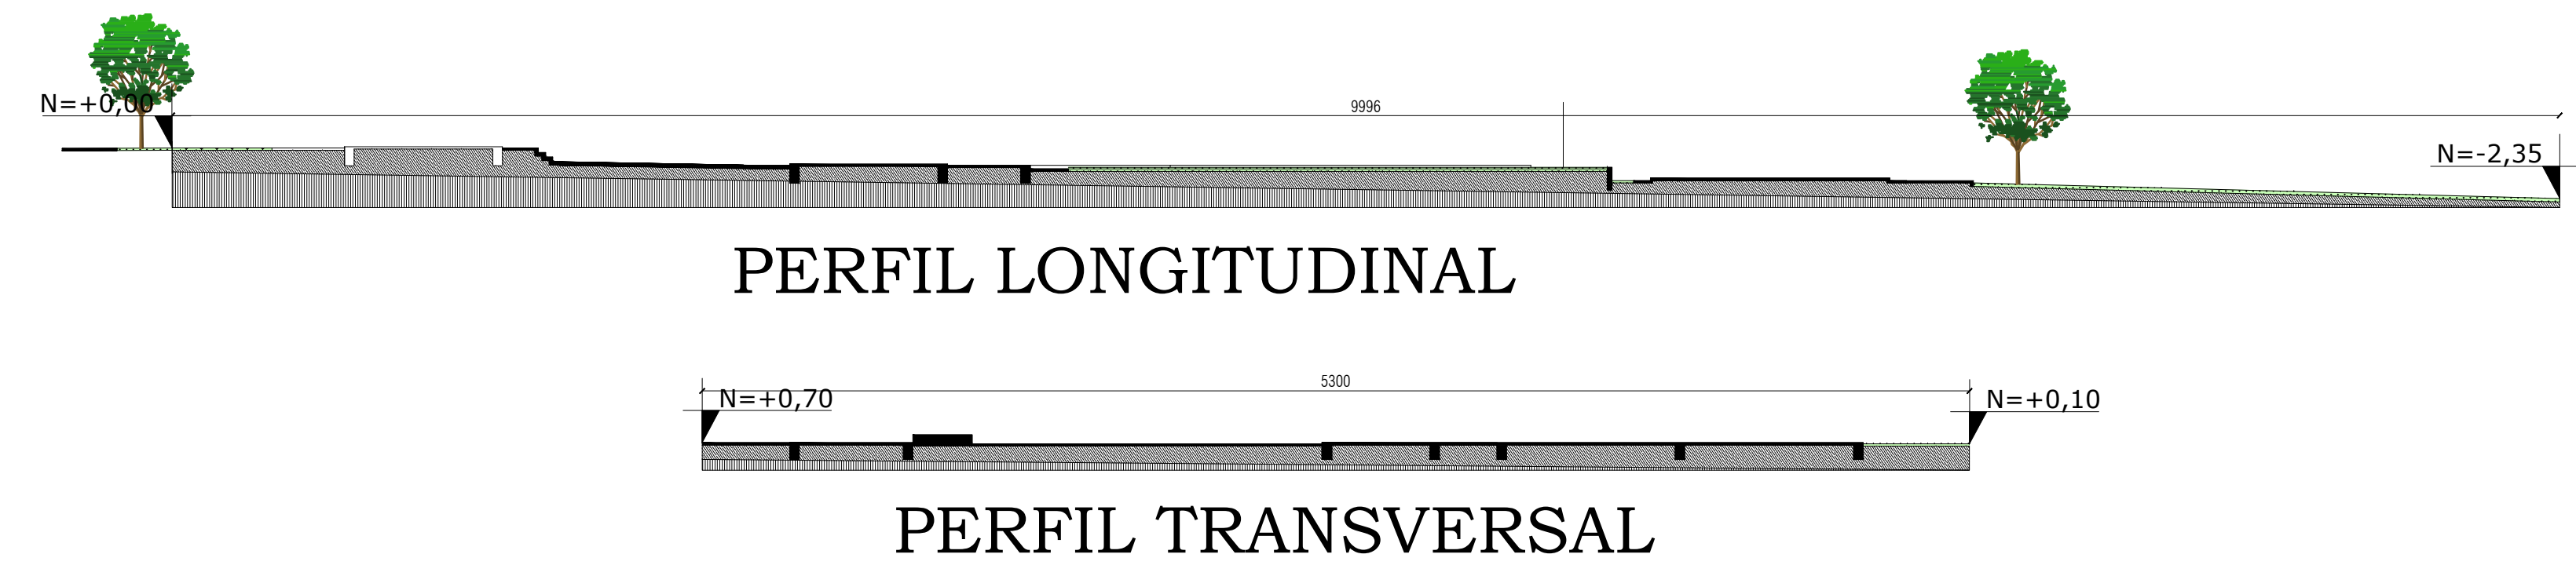 N=+0,00
9996
N=-2,35
PERFIL LONGITUDINAL
5300
N=+0,70
N=+0,10
PERFIL TRANSVERSAL